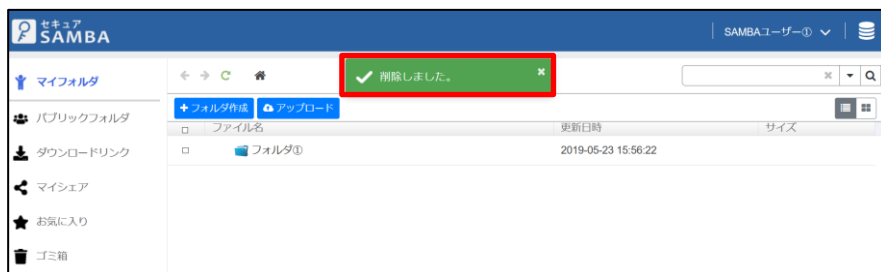 セキュア
SAMBA
SAMBAユーザー①
マイフォルダ
削除しました。
パブリックフォルダ
+フォルダ作成 アップロード
ファイル名 更新日時 サイズ
ダウンロードリンク
フォルダ① 2019-05-23 15:56:22
マイシェア
お気に入り
ゴミ箱